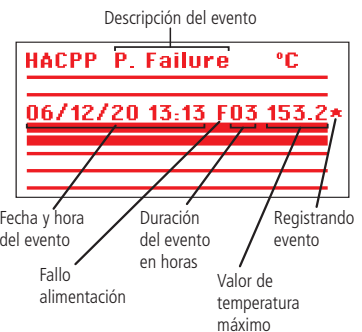 Descripción del evento
HACPP P. Failure °C
06/12/20 13:13 F03 153.2*
Fecha y hora
del evento
Fallo
alimentación
Duración
del evento
en horas
Valor de
temperatura
máximo
Registrando
evento